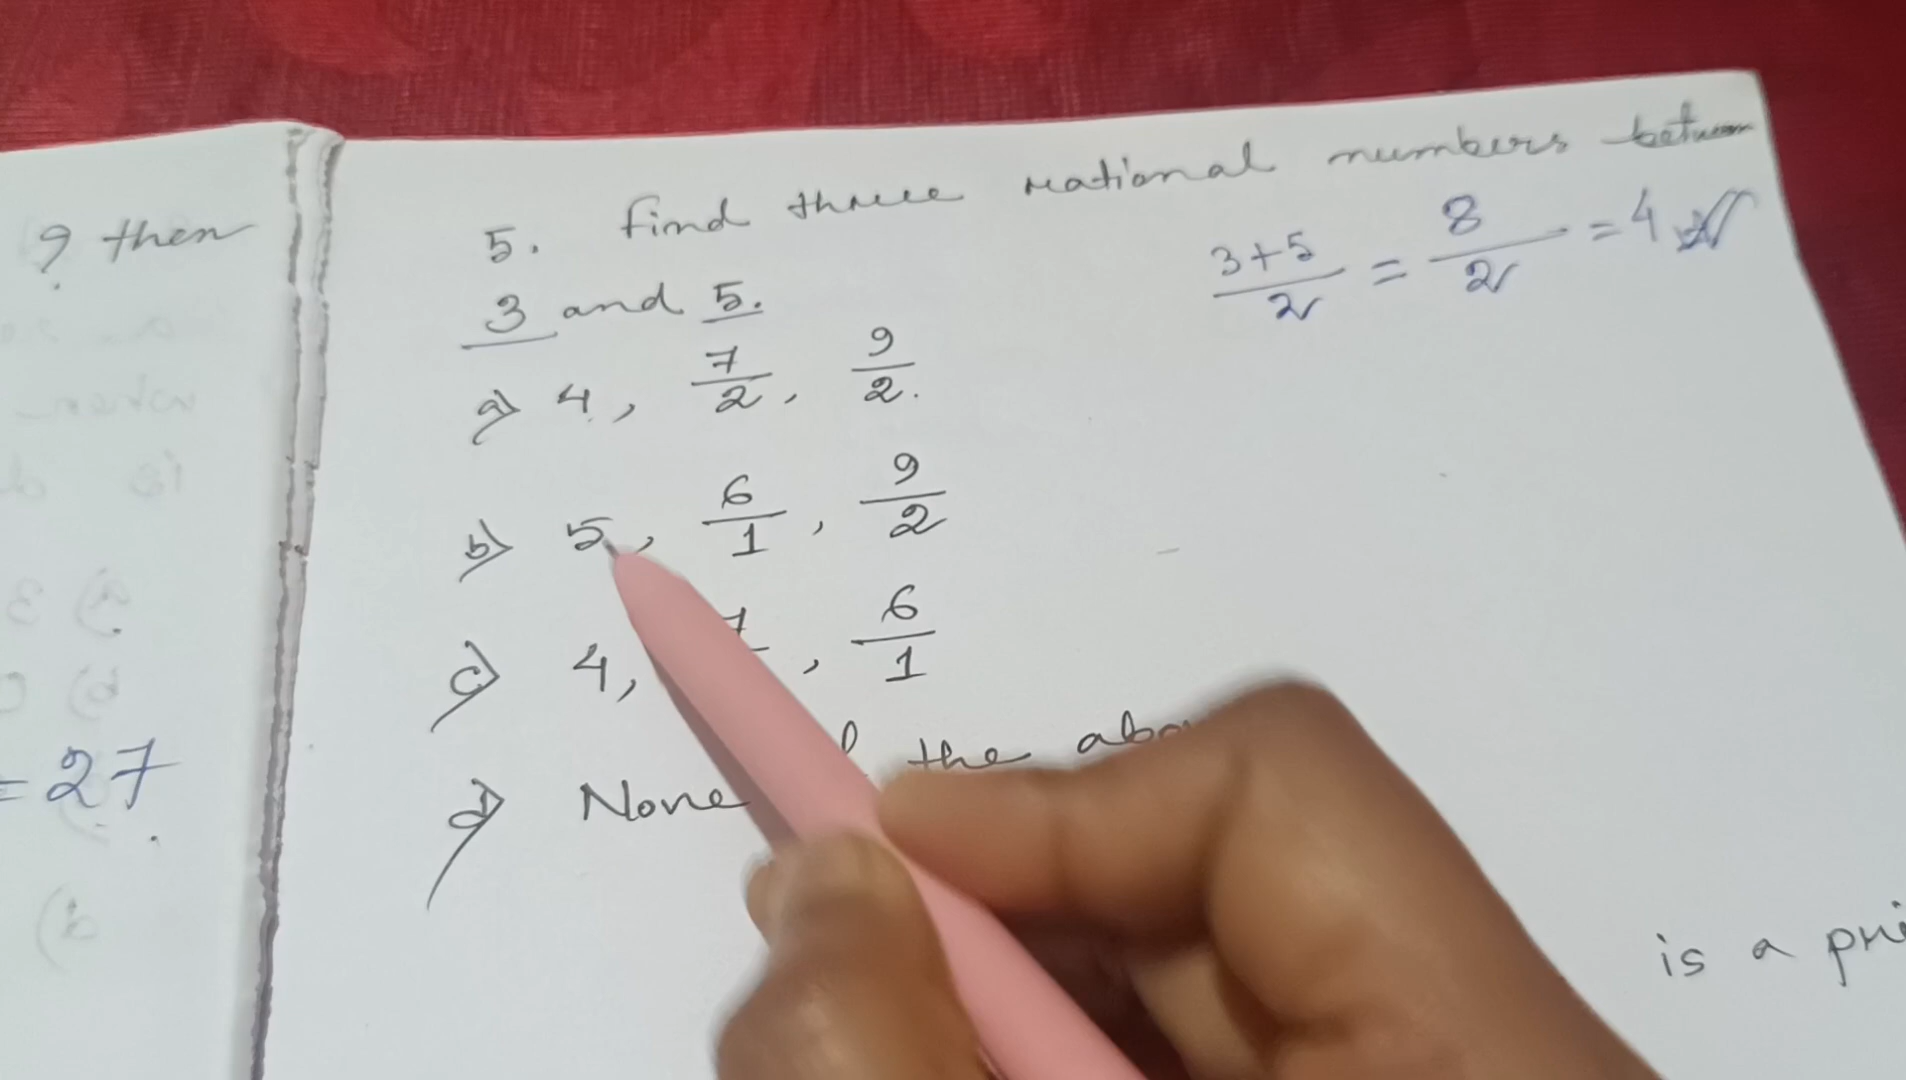 ? then
= 27
5. find three rational numbers between
3 and 5.
3+5/2 = 8/2 = 4
a) 4, 7/2, 9/2.
b) 5, 6/1, 9/2
c) 4, 7, 6/1
d) None the
is a